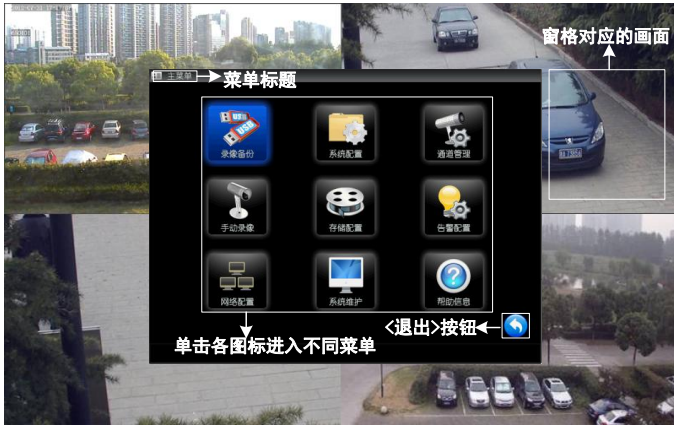 窗格对应的画面
主菜单
菜单标题
USB
USB
录像备份
系统配置
通道管理
手动录像
存储配置
告警配置
网络配置
系统维护
帮助信息
<退出>按钮
单击各图标进入不同菜单